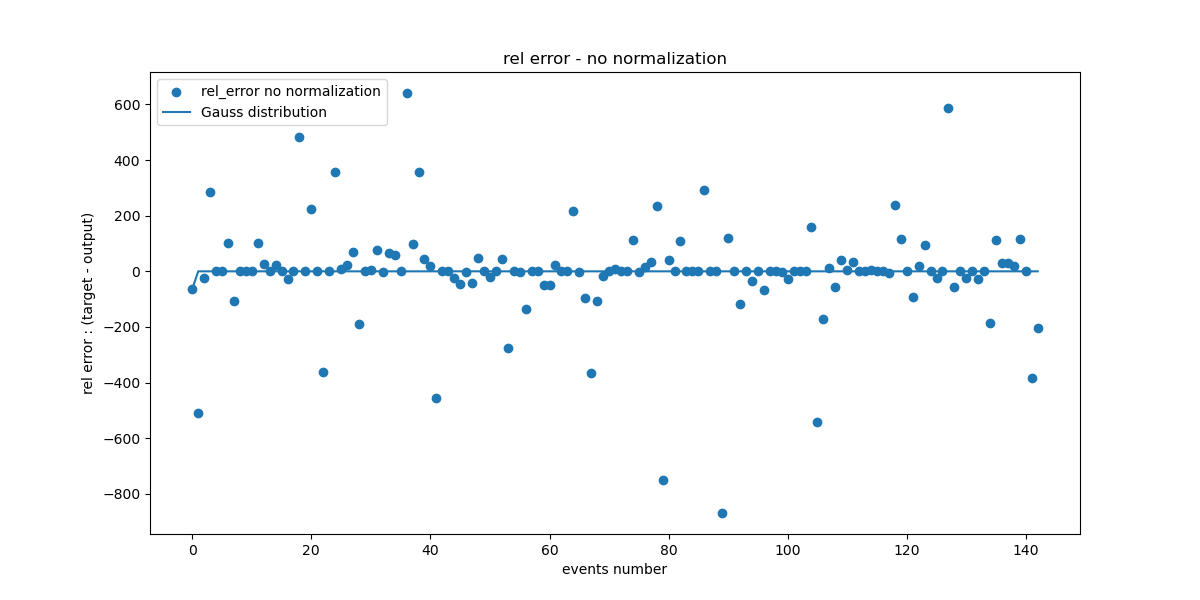 rel error - no normalization
rel_error no normalization
Gauss distribution
600
400
200
0
−200
−400
−600
−800
rel error : (target - output)
0 20 40 60 80 100 120 140
events number